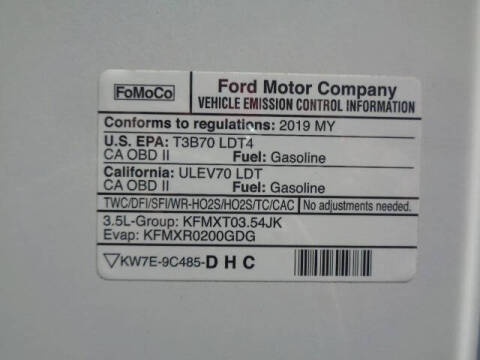 FoMoCo
Ford Motor Company
VEHICLE EMISSION CONTROL INFORMATION
Conforms to regulations: 2019 MY
U.S. EPA: T3B70 LDT4
CA OBD II Fuel: Gasoline
California: ULEV70 LDT
CA OBD II Fuel: Gasoline
TWC/DFI/SFI/WR-HO2S/HO2S/TC/CAC No adjustments needed.
3.5L-Group: KFMXT03.54JK
Evap: KFMXR0200GDG
KW7E-9C485-DHC